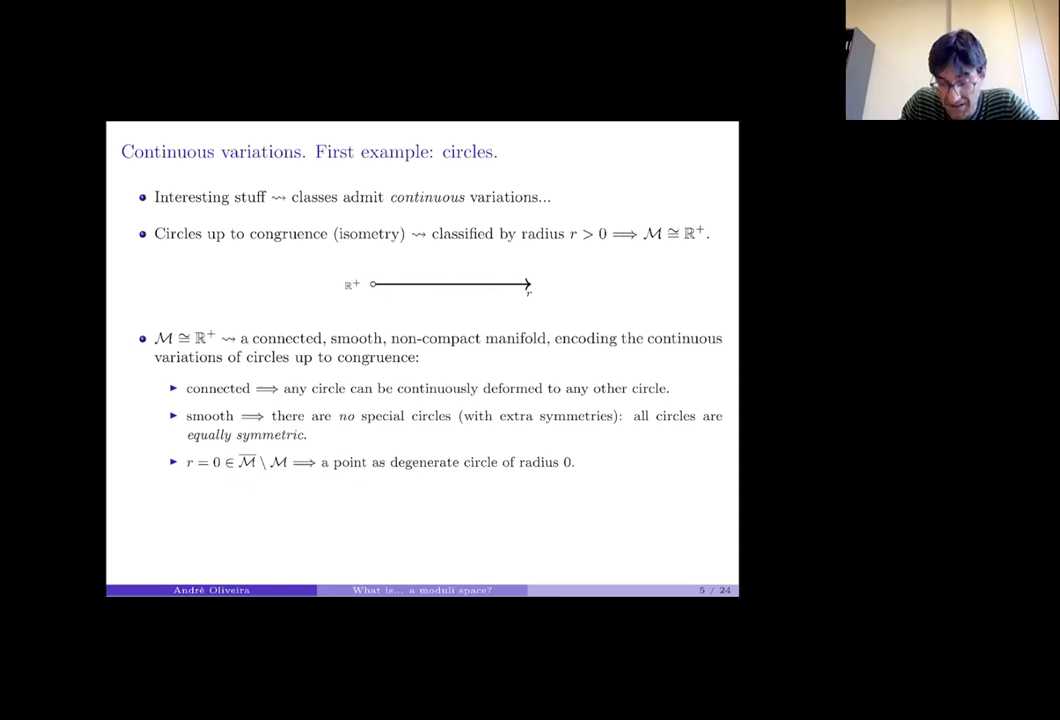 Continuous variations. First example: circles.
Interesting stuff ⇝ classes admit continuous variations...
Circles up to congruence (isometry) ⇝ classified by radius r > 0 ⟹ ℳ ≅ ℝ⁺.
ℝ⁺
r
ℳ ≅ ℝ⁺ ⇝ a connected, smooth, non-compact manifold, encoding the continuous
variations of circles up to congruence:
connected ⟹ any circle can be continuously deformed to any other circle.
smooth ⟹ there are no special circles (with extra symmetries): all circles are
equally symmetric.
r = 0 ∈ ℳ̅ \ ℳ ⟹ a point as degenerate circle of radius 0.
André Oliveira What is... a moduli space? 5 / 24